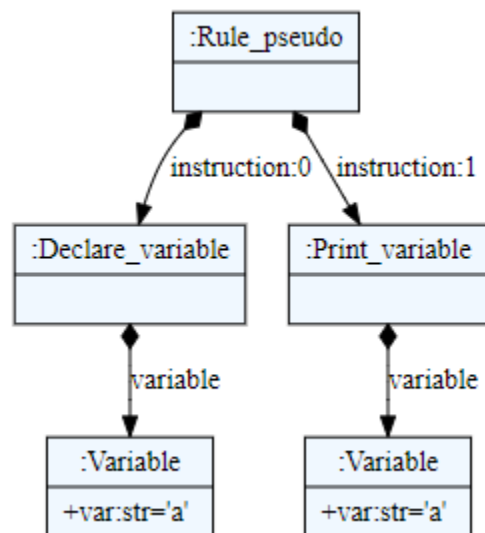 :Rule_pseudo
instruction:0
instruction:1
:Declare_variable
:Print_variable
variable
variable
:Variable
:Variable
+var:str='a'
+var:str='a'